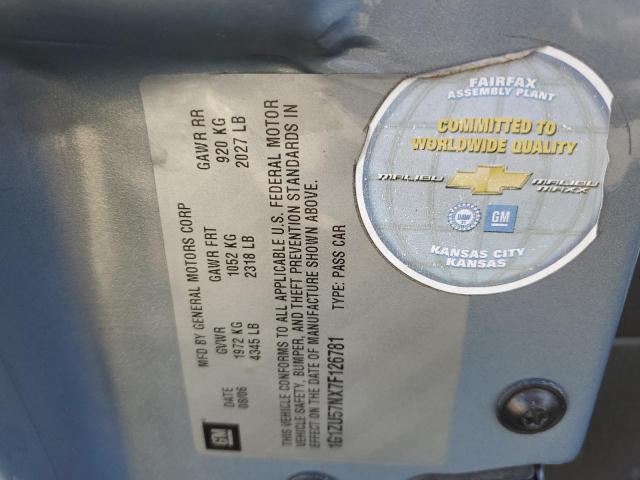 MFD BY GENERAL MOTORS CORP
DATE GVWR GAWR FRT GAWR RR
08/06 1972 KG 1052 KG 920 KG
4345 LB 2318 LB 2027 LB
GM
THIS VEHICLE CONFORMS TO ALL APPLICABLE U.S. FEDERAL MOTOR
VEHICLE SAFETY, BUMPER, AND THEFT PREVENTION STANDARDS IN
EFFECT ON THE DATE OF MANUFACTURE SHOWN ABOVE.
1G1ZU57NX7F126781 TYPE: PASS CAR
FAIRFAX
ASSEMBLY PLANT
COMMITTED TO
WORLDWIDE QUALITY
MALIBU
MALIBU
MAXX
UAW
GM
KANSAS CITY
KANSAS